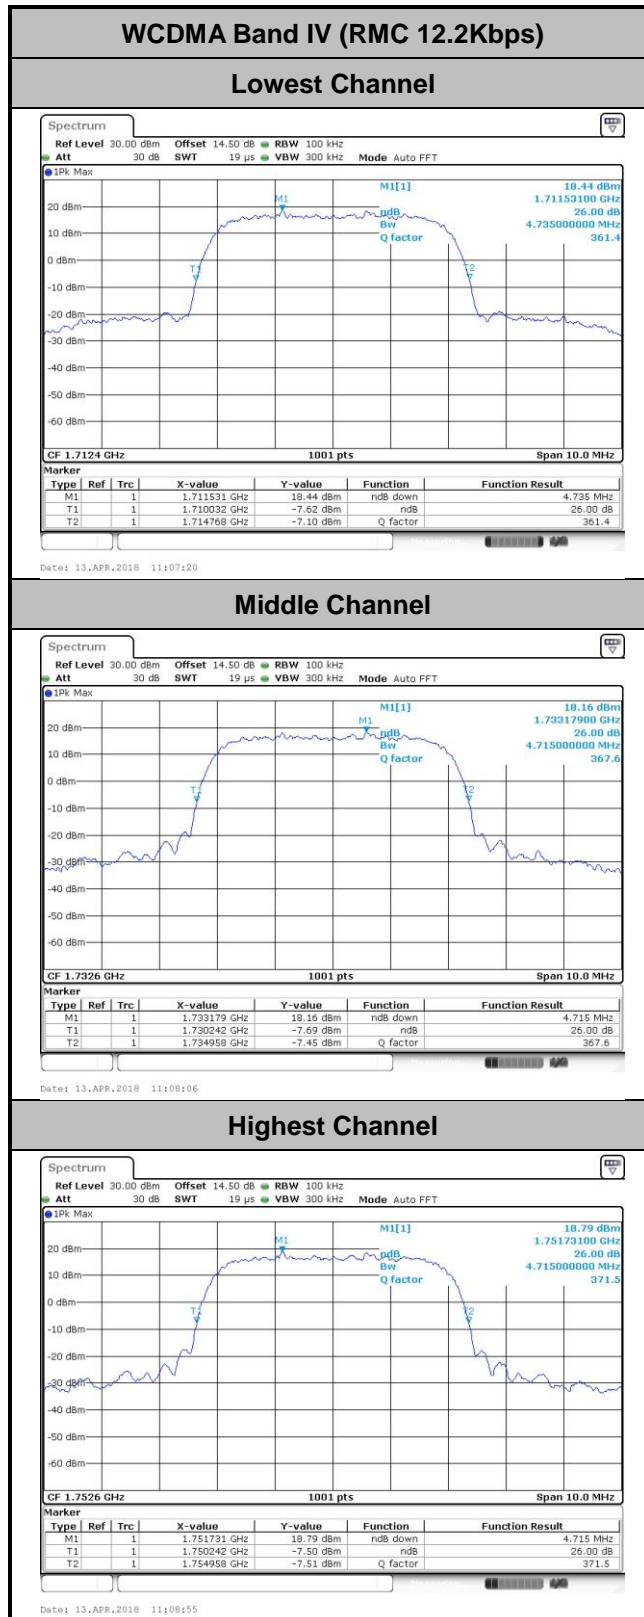 WCDMA Band IV (RMC 12.2Kbps)
Lowest Channel
Spectrum
Ref Level 30.00 dBm Offset 14.50 dB RBW 100 kHz
Att 30 dB SWT 19 µs VBW 300 kHz Mode Auto FFT
1Pk Max
M1[1] 18.44 dBm
1.71153100 GHz
M1
20 dBm
ndB 26.00 dB
Bw 4.735000000 MHz
10 dBm
Q factor 361.4
0 dBm
T1 T2
-10 dBm
-20 dBm
-30 dBm
-40 dBm
-50 dBm
-60 dBm
CF 1.7124 GHz 1001 pts Span 10.0 MHz
Marker
Type Ref Trc X-value Y-value Function Function Result
M1 1 1.711531 GHz 18.44 dBm ndB down 4.735 MHz
T1 1 1.710032 GHz -7.62 dBm ndB 26.00 dB
T2 1 1.714768 GHz -7.10 dBm Q factor 361.4
Date: 13.APR.2018 11:07:20
Middle Channel
Spectrum
Ref Level 30.00 dBm Offset 14.50 dB RBW 100 kHz
Att 30 dB SWT 19 µs VBW 300 kHz Mode Auto FFT
1Pk Max
M1[1] 18.16 dBm
1.73317900 GHz
M1
20 dBm
ndB 26.00 dB
Bw 4.715000000 MHz
10 dBm
Q factor 367.6
0 dBm
T1 T2
-10 dBm
-20 dBm
-30 dBm
-40 dBm
-50 dBm
-60 dBm
CF 1.7326 GHz 1001 pts Span 10.0 MHz
Marker
Type Ref Trc X-value Y-value Function Function Result
M1 1 1.733179 GHz 18.16 dBm ndB down 4.715 MHz
T1 1 1.730242 GHz -7.69 dBm ndB 26.00 dB
T2 1 1.734958 GHz -7.45 dBm Q factor 367.6
Date: 13.APR.2018 11:08:06
Highest Channel
Spectrum
Ref Level 30.00 dBm Offset 14.50 dB RBW 100 kHz
Att 30 dB SWT 19 µs VBW 300 kHz Mode Auto FFT
1Pk Max
M1[1] 18.79 dBm
1.75173100 GHz
M1
20 dBm
ndB 26.00 dB
Bw 4.715000000 MHz
10 dBm
Q factor 371.5
0 dBm
T1 T2
-10 dBm
-20 dBm
-30 dBm
-40 dBm
-50 dBm
-60 dBm
CF 1.7526 GHz 1001 pts Span 10.0 MHz
Marker
Type Ref Trc X-value Y-value Function Function Result
M1 1 1.751731 GHz 18.79 dBm ndB down 4.715 MHz
T1 1 1.750242 GHz -7.50 dBm ndB 26.00 dB
T2 1 1.754958 GHz -7.51 dBm Q factor 371.5
Date: 13.APR.2018 11:08:55